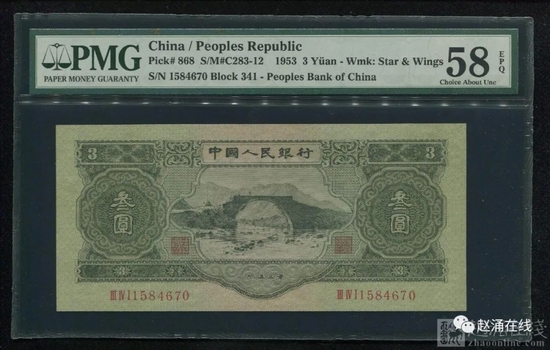 PMG
PAPER MONEY GUARANTY
China / Peoples Republic
Pick# 868 S/M#C283-12 1953 3 Yüan - Wmk: Star & Wings
S/N 1584670 Block 341 - Peoples Bank of China
58
EPQ
Choice About Unc
3
中國人民銀行
3
叁圓
叁圓
ⅢⅣⅠ1584670
ⅢⅣⅠ1584670
3
3
赵涌在线
zhaoonline.com